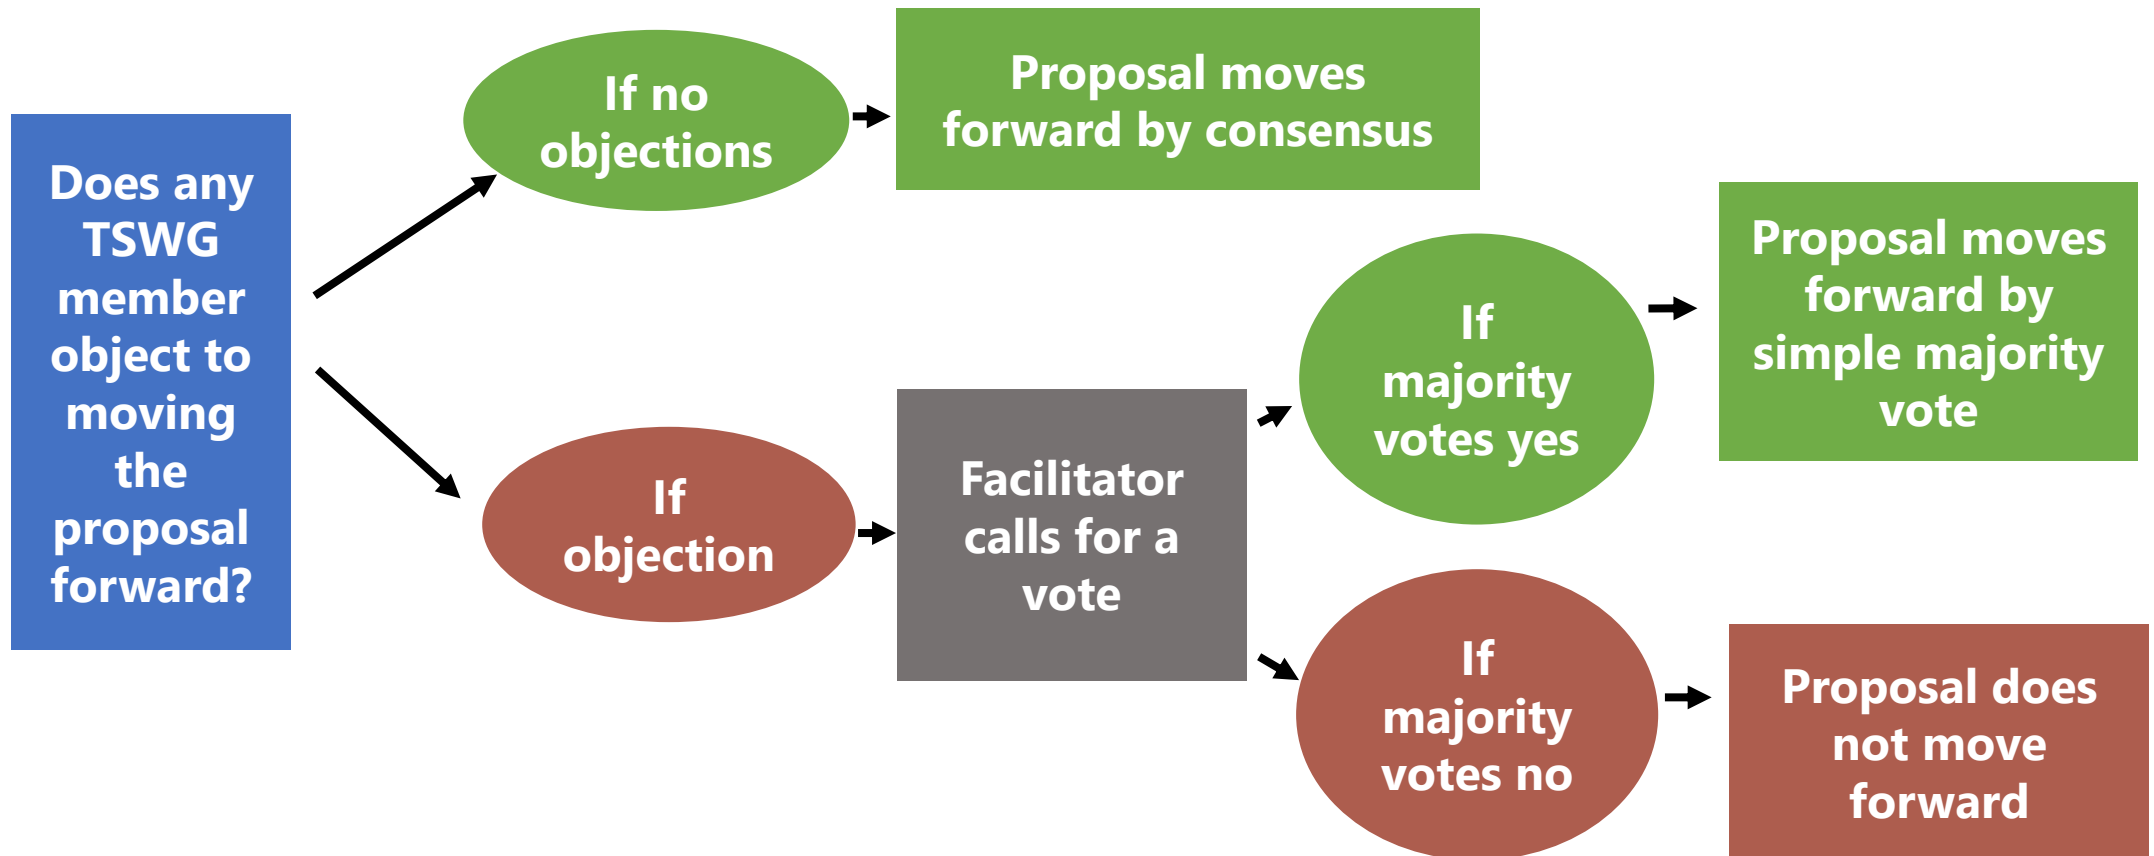 Does any
TSWG
member
object to
moving
the
proposal
forward?
If no
objections
Proposal moves
forward by consensus
If
objection
Facilitator
calls for a
vote
If
majority
votes yes
Proposal moves
forward by
simple majority
vote
If
majority
votes no
Proposal does
not move
forward